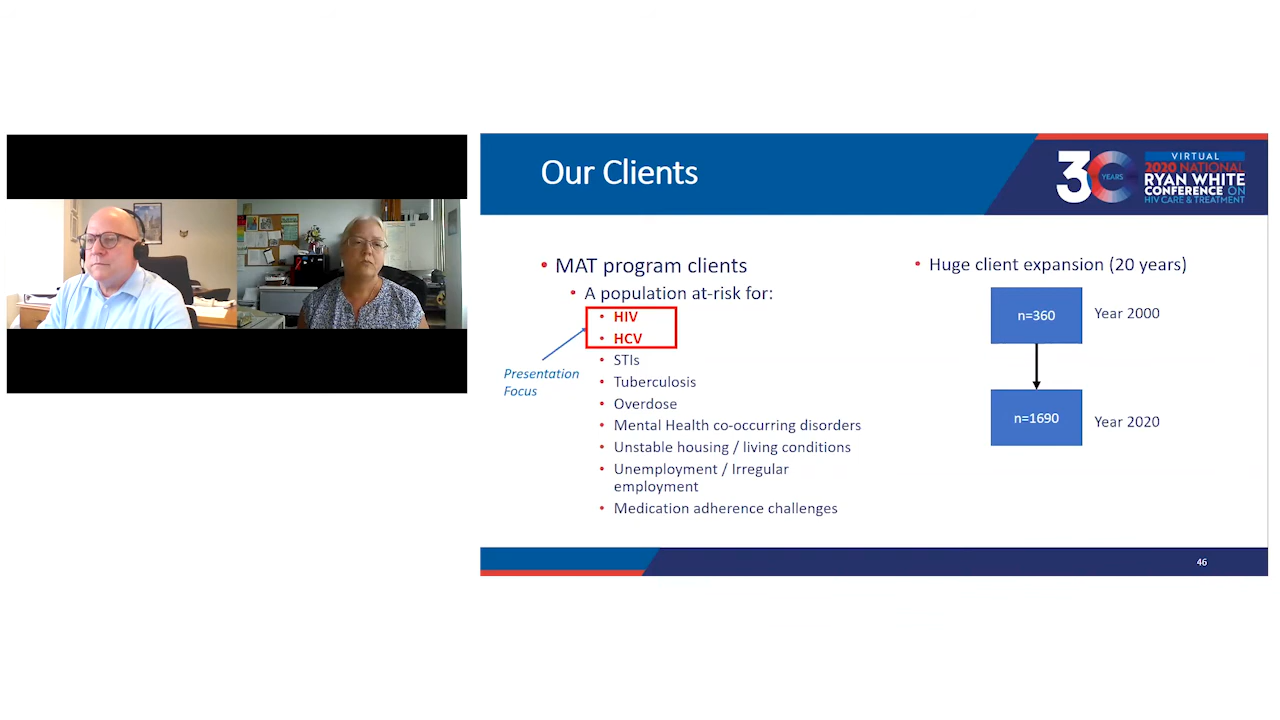 Our Clients
30
YEARS
VIRTUAL
2020 NATIONAL
RYAN WHITE
CONFERENCE ON
HIV CARE & TREATMENT
• MAT program clients
• A population at-risk for:
• HIV
• HCV
• STIs
• Tuberculosis
• Overdose
• Mental Health co-occurring disorders
• Unstable housing / living conditions
• Unemployment / Irregular
employment
• Medication adherence challenges
Presentation
Focus
• Huge client expansion (20 years)
n=360
Year 2000
n=1690
Year 2020
46